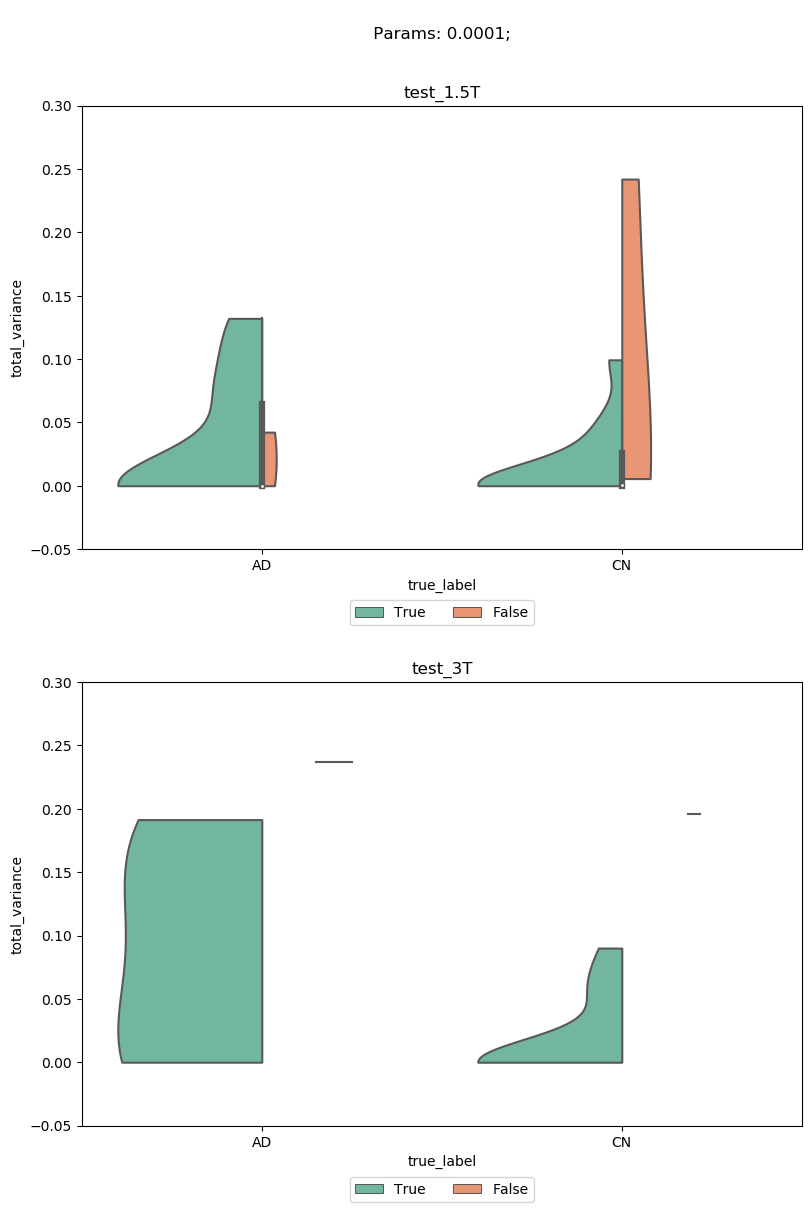 Params: 0.0001;
test_1.5T
0.30
0.25
0.20
0.15
0.10
0.05
0.00
−0.05
total_variance
AD CN
true_label
True False
test_3T
0.30
0.25
0.20
0.15
0.10
0.05
0.00
−0.05
total_variance
AD CN
true_label
True False